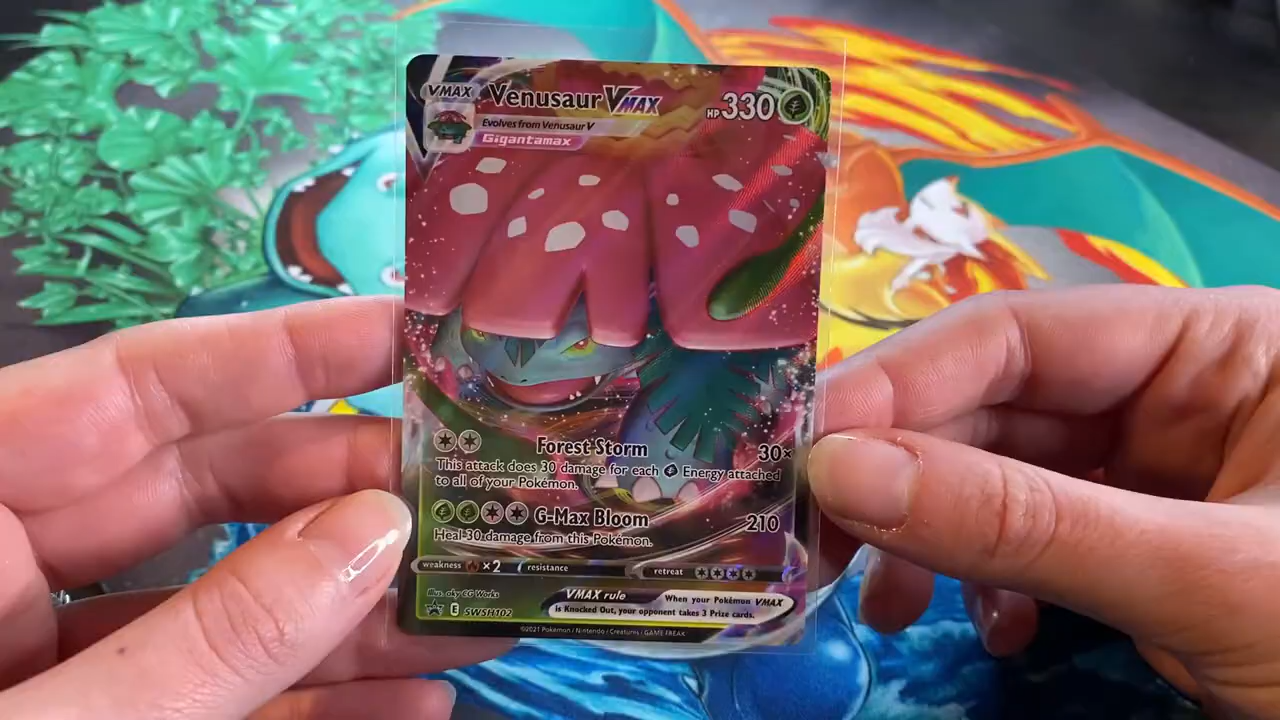 VMAX Venusaur VMAX HP 330
Evolves from Venusaur V
Gigantamax
Forest Storm 30×
This attack does 30 damage for each Energy attached
to all of your Pokémon.
G-Max Bloom 210
Heal 30 damage from this Pokémon.
weakness ×2 resistance retreat
Illus. aky CG Works
VMAX rule When your Pokémon VMAX
is Knocked Out, your opponent takes 3 Prize cards.
E SWSH102
©2021 Pokémon / Nintendo / Creatures / GAME FREAK